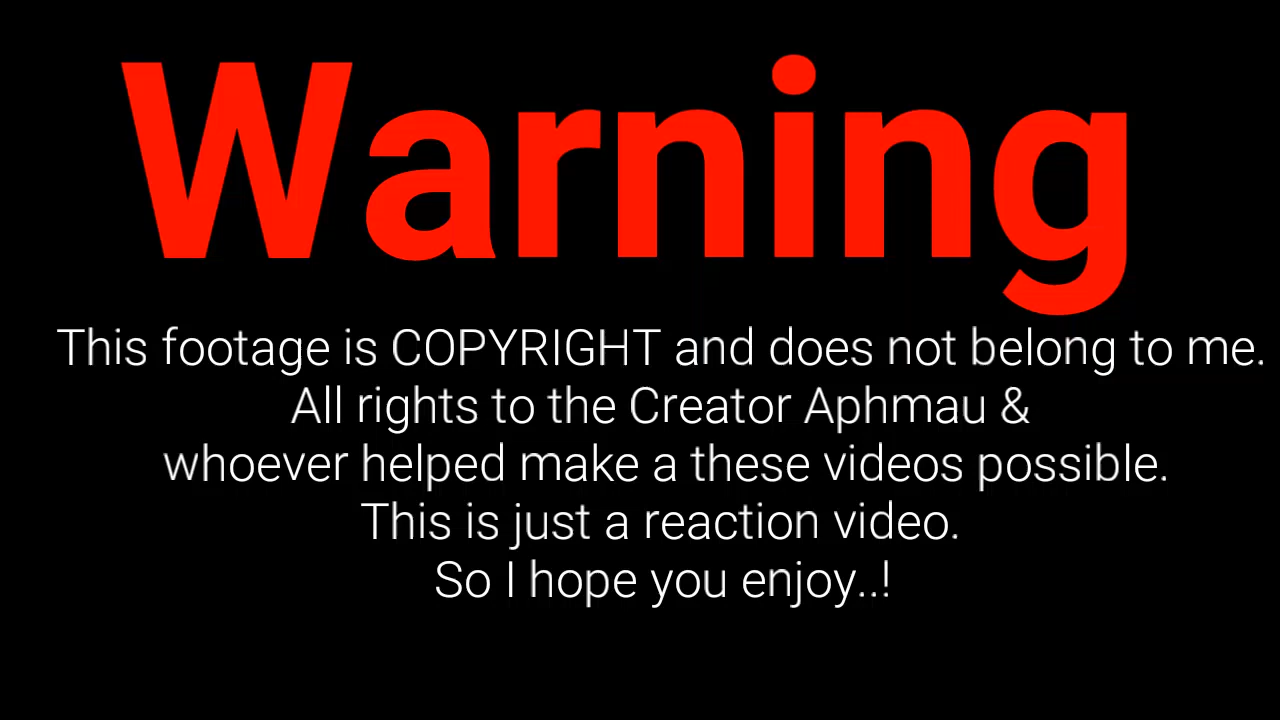 Warning
This footage is COPYRIGHT and does not belong to me.
All rights to the Creator Aphmau &
whoever helped make a these videos possible.
This is just a reaction video.
So I hope you enjoy..!